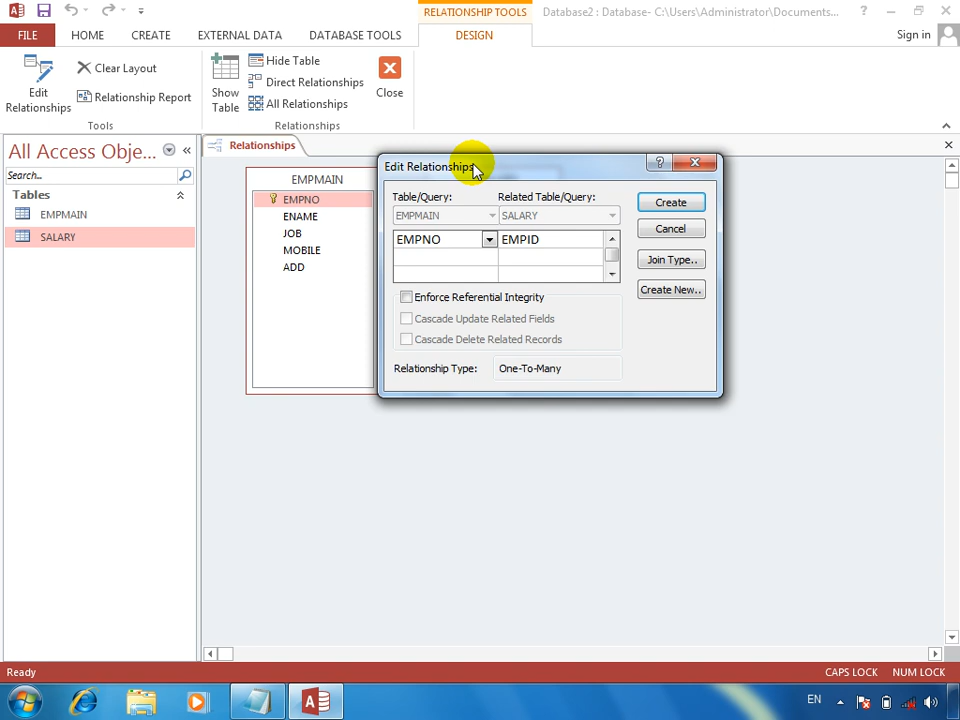 RELATIONSHIP TOOLS
Database2 : Database- C:\Users\Administrator\Documents...
?
FILE
HOME
CREATE
EXTERNAL DATA
DATABASE TOOLS
DESIGN
Sign in
Edit
Relationships
Clear Layout
Relationship Report
Tools
Show
Table
Hide Table
Direct Relationships
All Relationships
Close
Relationships
All Access Obje...
«
Search...
Tables
EMPMAIN
SALARY
Relationships
EMPMAIN
EMPNO
ENAME
JOB
MOBILE
ADD
Edit Relationships
?
Table/Query:
Related Table/Query:
EMPMAIN
SALARY
EMPNO
EMPID
Enforce Referential Integrity
Cascade Update Related Fields
Cascade Delete Related Records
Relationship Type:
One-To-Many
Create
Cancel
Join Type..
Create New..
Ready
CAPS LOCK
NUM LOCK
EN